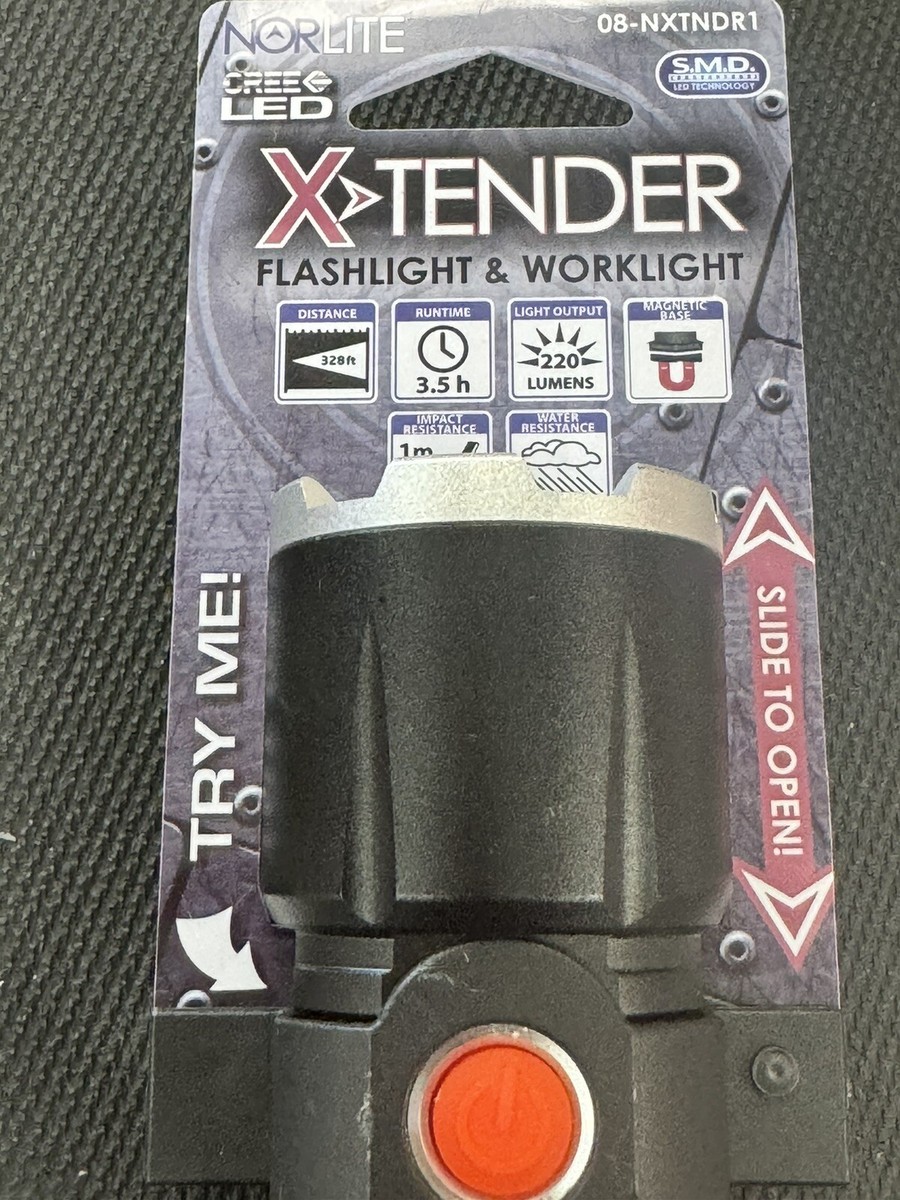 NORLITE
08-NXTNDR1
CREE
LED
S.M.D.
LED TECHNOLOGY
X-TENDER
FLASHLIGHT & WORKLIGHT
DISTANCE
328ft
RUNTIME
3.5 h
LIGHT OUTPUT
220
LUMENS
MAGNETIC
BASE
IMPACT
RESISTANCE
1m
WATER
RESISTANCE
TRY ME!
SLIDE TO OPEN!